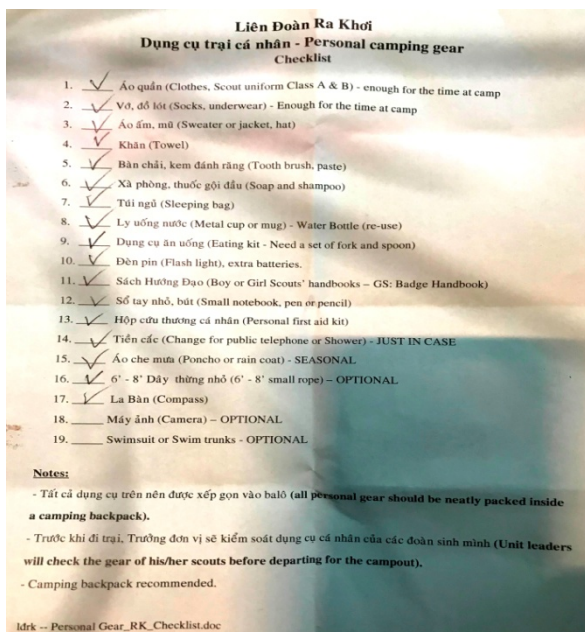 Liên Đoàn Ra Khơi
Dụng cụ trại cá nhân - Personal camping gear
Checklist
1. Áo quần (Clothes, Scout uniform Class A & B) - enough for the time at camp
2. Vớ, đồ lót (Socks, underwear) - Enough for the time at camp
3. Áo ấm, mũ (Sweater or jacket, hat)
4. Khăn (Towel)
5. Bàn chải, kem đánh răng (Tooth brush, paste)
6. Xà phòng, thuốc gội đầu (Soap and shampoo)
7. Túi ngủ (Sleeping bag)
8. Ly uống nước (Metal cup or mug) - Water Bottle (re-use)
9. Dụng cụ ăn uống (Eating kit - Need a set of fork and spoon)
10. Đèn pin (Flash light), extra batteries.
11. Sách Hướng Đạo (Boy or Girl Scouts' handbooks – GS: Badge Handbook)
12. Sổ tay nhỏ, bút (Small notebook, pen or pencil)
13. Hộp cứu thương cá nhân (Personal first aid kit)
14. Tiền cắc (Change for public telephone or Shower) - JUST IN CASE
15. Áo che mưa (Poncho or rain coat) - SEASONAL
16. 6' - 8' Dây thừng nhỏ (6' - 8' small rope) – OPTIONAL
17. La Bàn (Compass)
18. Máy ảnh (Camera) – OPTIONAL
19. Swimsuit or Swim trunks - OPTIONAL
Notes:
- Tất cả dụng cụ trên nên được xếp gọn vào balô (all personal gear should be neatly packed inside
a camping backpack).
- Trước khi đi trại, Trưởng đơn vị sẽ kiểm soát dụng cụ cá nhân của các đoàn sinh mình (Unit leaders
will check the gear of his/her scouts before departing for the campout).
- Camping backpack recommended.
ldrk -- Personal Gear_RK_Checklist.doc